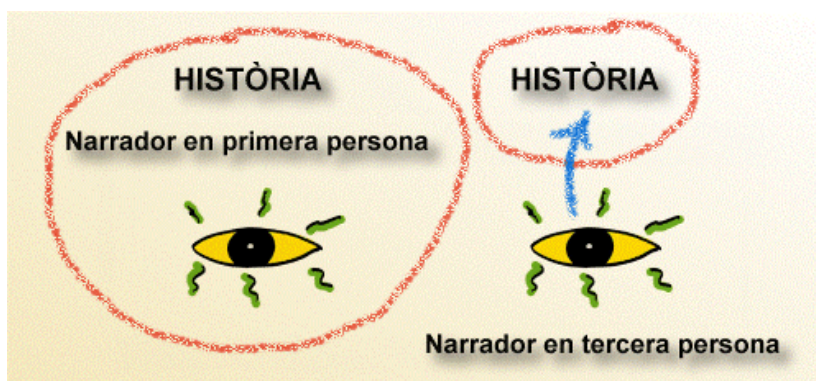 HISTÒRIA
Narrador en primera persona
HISTÒRIA
Narrador en tercera persona